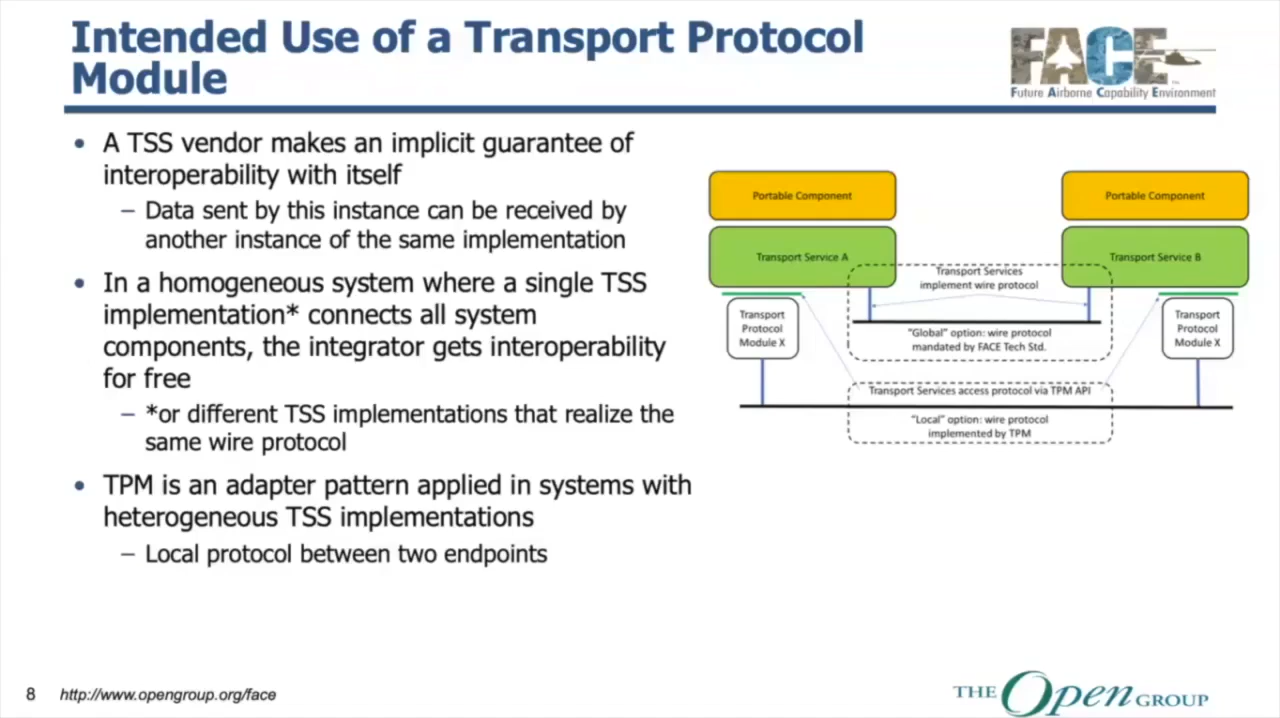 Intended Use of a Transport Protocol
Module
FACE
Future Airborne Capability Environment
• A TSS vendor makes an implicit guarantee of
interoperability with itself
– Data sent by this instance can be received by
another instance of the same implementation
• In a homogeneous system where a single TSS
implementation* connects all system
components, the integrator gets interoperability
for free
– *or different TSS implementations that realize the
same wire protocol
• TPM is an adapter pattern applied in systems with
heterogeneous TSS implementations
– Local protocol between two endpoints
Portable Component
Portable Component
Transport Service A
Transport Service B
Transport Services
implement wire protocol
Transport
Protocol
Module X
"Global" option: wire protocol
mandated by FACE Tech Std.
Transport
Protocol
Module X
Transport Services access protocol via TPM API
"Local" option: wire protocol
implemented by TPM
8 http://www.opengroup.org/face
THE Open GROUP